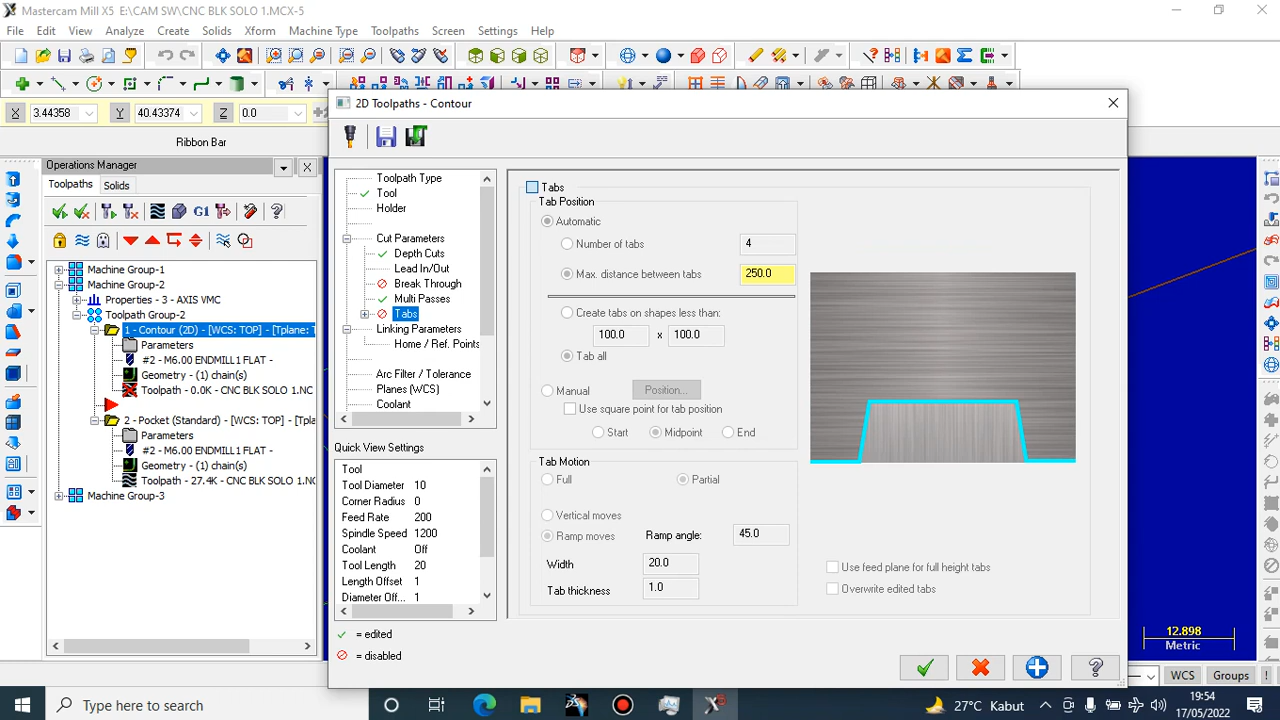 Mastercam Mill X5 E:\CAM SW\CNC BLK SOLO 1.MCX-5
File Edit View Analyze Create Solids Xform Machine Type Toolpaths Screen Settings Help
X 3.44358 Y 40.43374 Z 0.0
Ribbon Bar
Operations Manager
Toolpaths Solids
G1
Machine Group-1
Machine Group-2
Properties - 3 - AXIS VMC
Toolpath Group-2
1 - Contour (2D) - [WCS: TOP] - [Tplane: T
Parameters
#2 - M6.00 ENDMILL1 FLAT -
Geometry - (1) chain(s)
Toolpath - 0.0K - CNC BLK SOLO 1.NC
2 - Pocket (Standard) - [WCS: TOP] - [Tpl
Parameters
#2 - M6.00 ENDMILL1 FLAT -
Geometry - (1) chain(s)
Toolpath - 27.4K - CNC BLK SOLO 1.NC
Machine Group-3
2D Toolpaths - Contour
Toolpath Type
Tool
Holder
Cut Parameters
Depth Cuts
Lead In/Out
Break Through
Multi Passes
Tabs
Linking Parameters
Home / Ref. Points
Arc Filter / Tolerance
Planes (WCS)
Coolant
Quick View Settings
Tool
Tool Diameter 10
Corner Radius 0
Feed Rate 200
Spindle Speed 1200
Coolant Off
Tool Length 20
Length Offset 1
Diameter Off... 1
= edited
= disabled
Tabs
Tab Position
Automatic
Number of tabs 4
Max. distance between tabs 250.0
Create tabs on shapes less than:
100.0 x 100.0
Tab all
Manual Position...
Use square point for tab position
Start Midpoint End
Tab Motion
Full Partial
Vertical moves
Ramp moves Ramp angle: 45.0
Width 20.0
Tab thickness 1.0
Use feed plane for full height tabs
Overwrite edited tabs
12.898
Metric
WCS Groups
Type here to search
27°C Kabut
19:54
17/05/2022